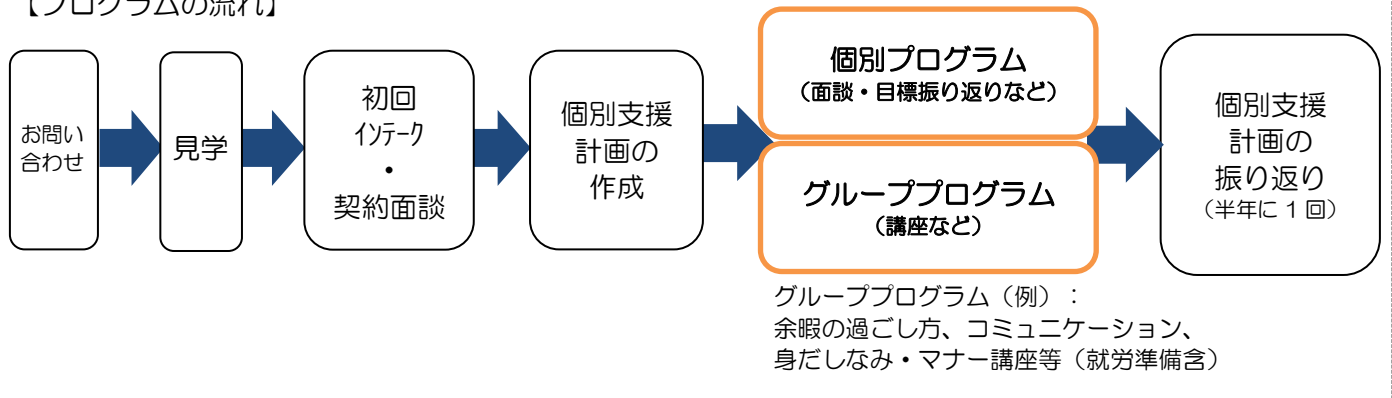 【プログラムの流れ】
お問い
合わせ
見学
初回
ｲﾝﾃｰｸ
・
契約面談
個別支援
計画の
作成
個別プログラム
（面談・目標振り返りなど）
グループプログラム
（講座など）
個別支援
計画の
振り返り
（半年に 1 回）
グループプログラム（例）：
余暇の過ごし方、コミュニケーション、
身だしなみ・マナー講座等（就労準備含）